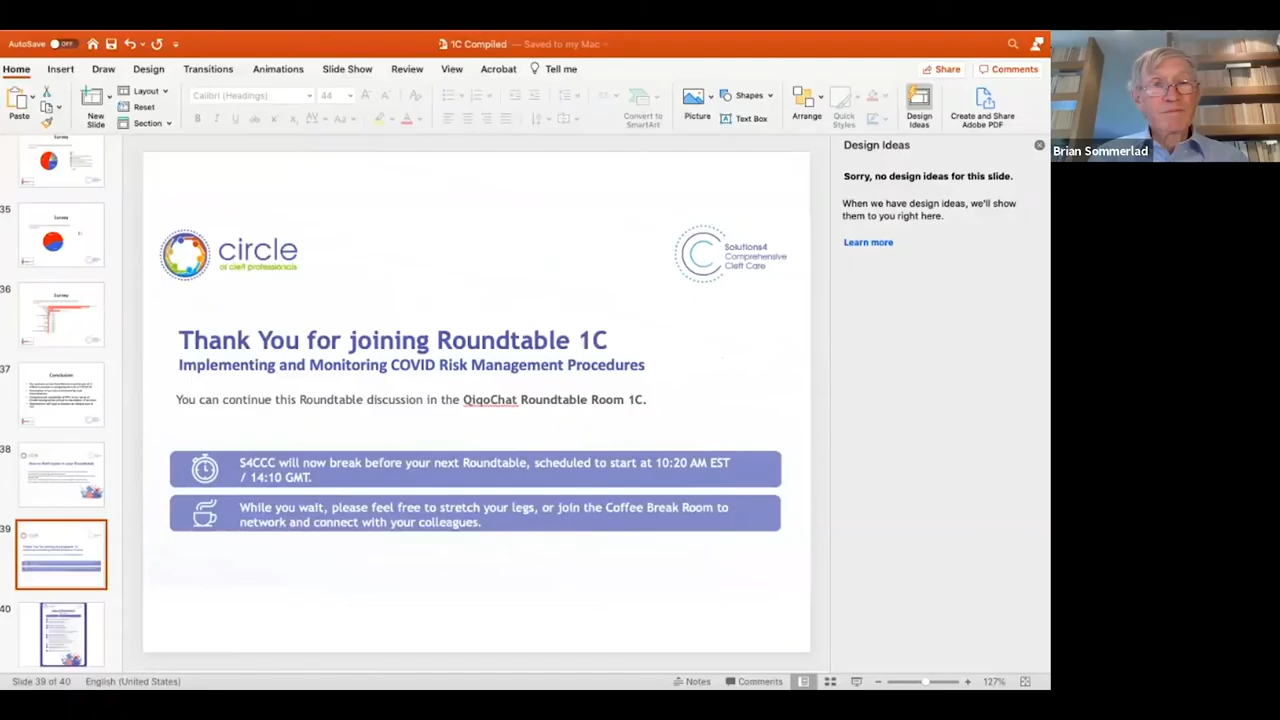 AutoSave OFF
1C Compiled — Saved to my Mac
Home Insert Draw Design Transitions Animations Slide Show Review View Acrobat Tell me
Share Comments
Paste
New Slide
Layout
Reset
Section
Calibri (Headings) 44
Convert to SmartArt
Picture
Shapes
Text Box
Arrange
Quick Styles
Design Ideas
Create and Share Adobe PDF
Brian Sommerlad
Survey
35
Survey
36
Survey
37
Conclusion
38
39
40
circle
of cleft professionals
Solutions4
Comprehensive
Cleft Care
Thank You for joining Roundtable 1C
Implementing and Monitoring COVID Risk Management Procedures
You can continue this Roundtable discussion in the QiqoChat Roundtable Room 1C.
S4CCC will now break before your next Roundtable, scheduled to start at 10:20 AM EST
/ 14:10 GMT.
While you wait, please feel free to stretch your legs, or join the Coffee Break Room to
network and connect with your colleagues.
Design Ideas
Sorry, no design ideas for this slide.
When we have design ideas, we'll show
them to you right here.
Learn more
Slide 39 of 40 English (United States)
Notes Comments 127%